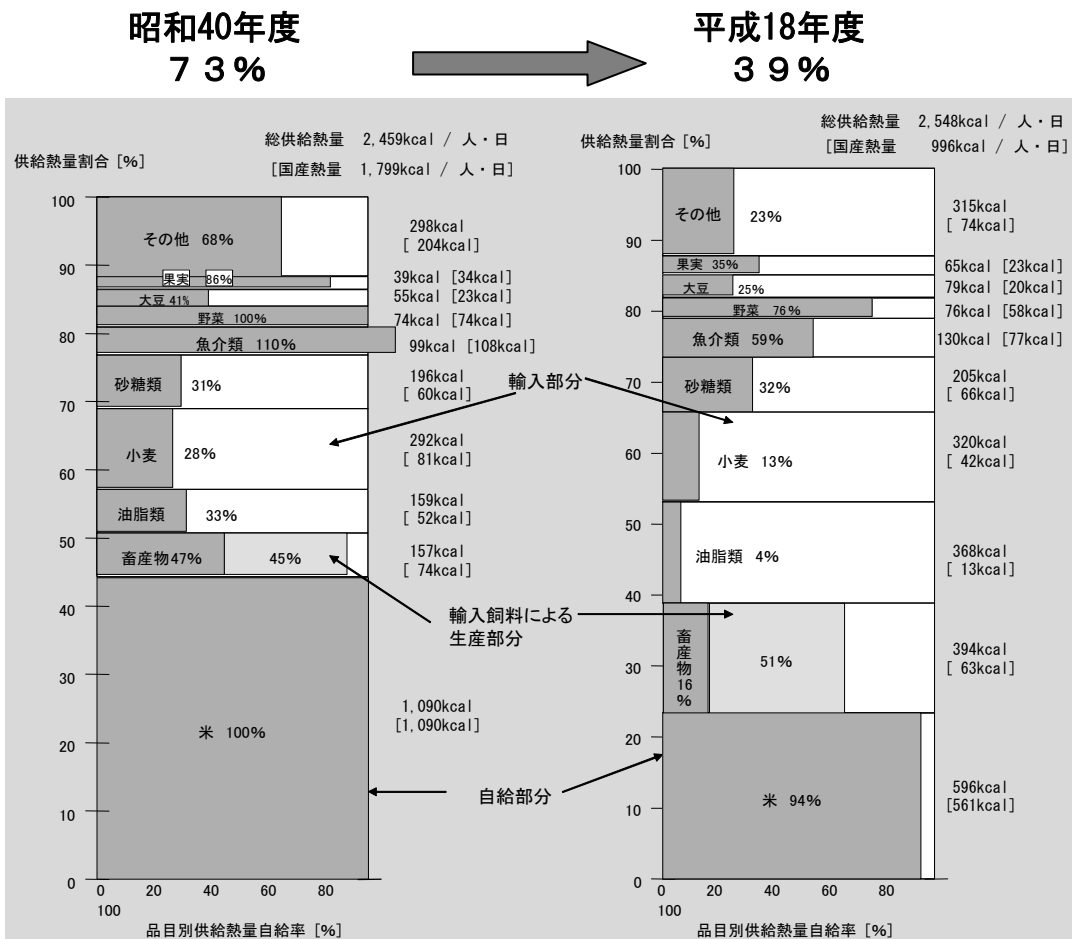 昭和40年度
７３％
平成18年度
３９％
総供給熱量 2,459kcal / 人・日
[国産熱量 1,799kcal / 人・日]
供給熱量割合 [%]
100
90
80
70
60
50
40
30
20
10
0
その他 68%
果実 86%
大豆 41%
野菜 100%
魚介類 110%
砂糖類 31%
小麦 28%
油脂類 33%
畜産物47% 45%
米 100%
298kcal
[ 204kcal]
39kcal [34kcal]
55kcal [23kcal]
74kcal [74kcal]
99kcal [108kcal]
196kcal
[ 60kcal]
292kcal
[ 81kcal]
159kcal
[ 52kcal]
157kcal
[ 74kcal]
1,090kcal
[1,090kcal]
0 20 40 60 80
100
品目別供給熱量自給率 [%]
輸入部分
輸入飼料による
生産部分
自給部分
総供給熱量 2,548kcal / 人・日
[国産熱量 996kcal / 人・日]
供給熱量割合 [%]
100
90
80
70
60
50
40
30
20
10
0
その他 23%
果実 35%
大豆 25%
野菜 76%
魚介類 59%
砂糖類 32%
小麦 13%
油脂類 4%
畜
産
物
16
%
51%
米 94%
315kcal
[ 74kcal]
65kcal [23kcal]
79kcal [20kcal]
76kcal [58kcal]
130kcal [77kcal]
205kcal
[ 66kcal]
320kcal
[ 42kcal]
368kcal
[ 13kcal]
394kcal
[ 63kcal]
596kcal
[561kcal]
0 20 40 60 80
100
品目別供給熱量自給率 [%]